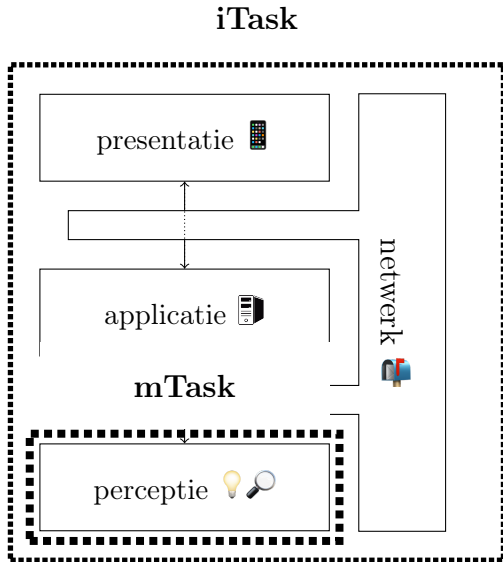 iTask
presentatie 📱
applicatie
netwerk 📬
mTask
perceptie 💡🔎